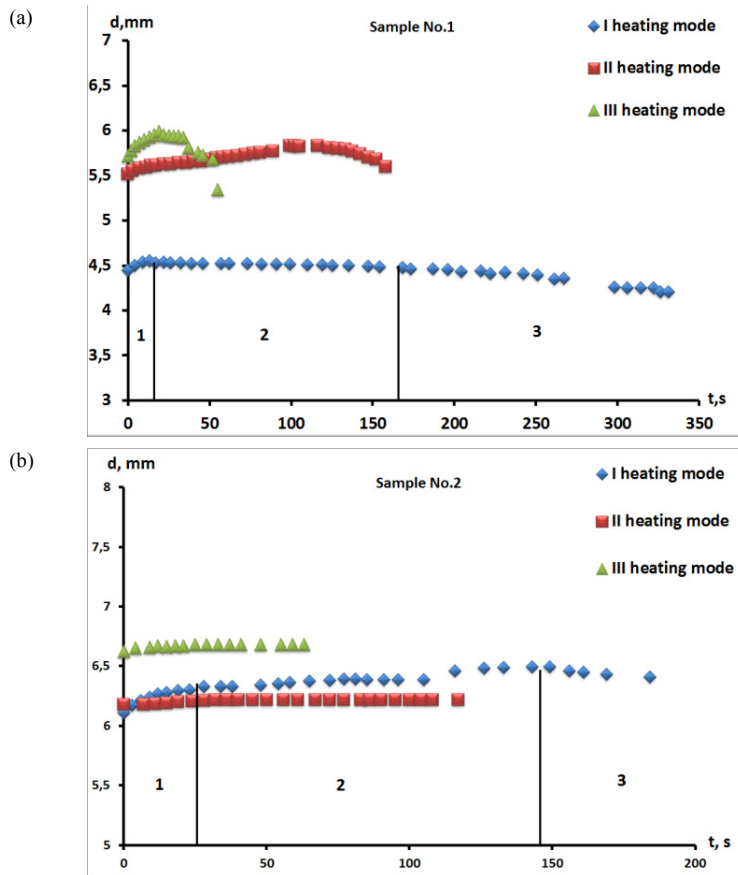 (a)
d,mm
Sample No.1
I heating mode
II heating mode
III heating mode
7
6,5
6
5,5
5
4,5
4
3,5
3
1
2
3
t,s
0 50 100 150 200 250 300 350
(b)
d, mm
Sample No.2
I heating mode
II heating mode
III heating mode
8
7,5
7
6,5
6
5,5
5
1
2
3
t, s
0 50 100 150 200